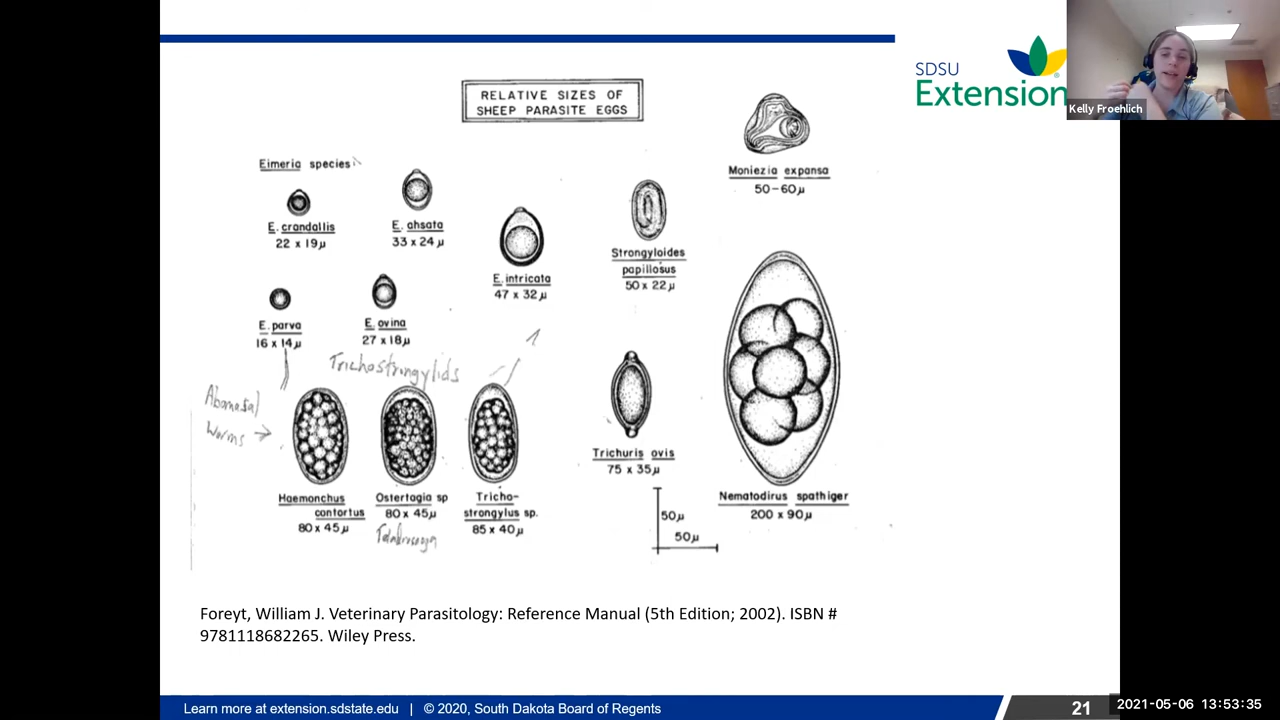 SDSU
Extension
Kelly Froehlich
RELATIVE SIZES OF
SHEEP PARASITE EGGS
Moniezia expansa
50-60μ
Eimeria species
E. crandallis
22 x 19μ
E. ahsata
33 x 24μ
E. intricata
47 x 32μ
Strongyloides
papillosus
50 x 22μ
E. parva
16 x 14μ
E. ovina
27 x 18μ
Trichostrongylids
Abomasal
Worms →
Haemonchus
contortus
80 x 45μ
Ostertagia sp
80 x 45μ
Tricho-
strongylus sp.
85 x 40μ
Trichuris ovis
75 x 35μ
50μ
50μ
Nematodirus spathiger
200 x 90μ
Foreyt, William J. Veterinary Parasitology: Reference Manual (5th Edition; 2002). ISBN #
9781118682265. Wiley Press.
Learn more at extension.sdstate.edu | © 2020, South Dakota Board of Regents
21
2021-05-06 13:53:35